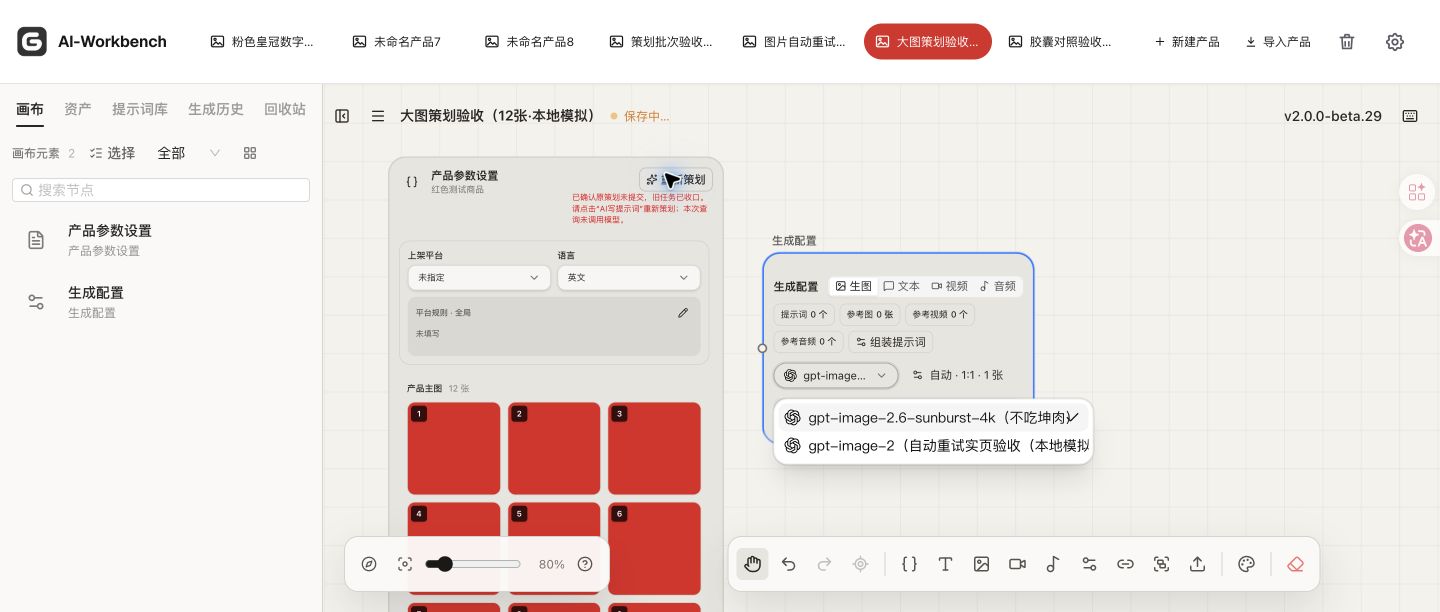 AI-Workbench
粉色皇冠数字...
未命名产品7
未命名产品8
策划批次验收...
图片自动重试...
大图策划验收...
胶囊对照验收...
新建产品
导入产品
画布
资产
提示词库
生成历史
回收站
画布元素 2
选择
全部
搜索节点
产品参数设置
产品参数设置
生成配置
生成配置
大图策划验收（12张·本地模拟）
保存中...
v2.0.0-beta.29
产品参数设置
红色测试商品
策划
已确认原策划未提交，旧任务已收口。
请点击“AI写提示词”重新策划；本次查
询未调用模型。
上架平台
语言
未指定
英文
平台规则 · 全局
未填写
产品主图 12 张
1
2
3
4
5
6
生成配置
生成配置
生图
文本
视频
音频
提示词 0 个
参考图 0 张
参考视频 0 个
参考音频 0 个
组装提示词
gpt-image...
自动 · 1:1 · 1 张
gpt-image-2.6-sunburst-4k（不吃坤肉）
gpt-image-2（自动重试实页验收（本地模拟
80%